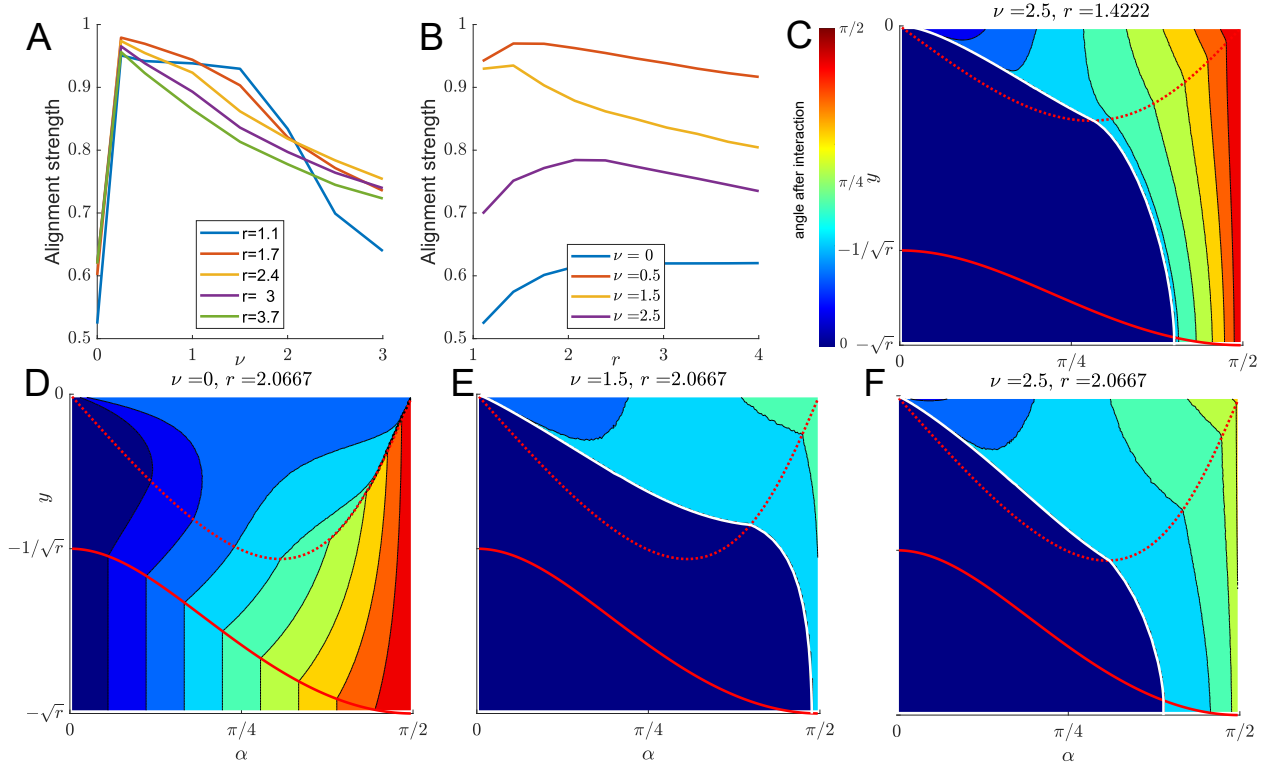 A
Alignment strength
1
0.9
0.8
0.7
0.6
0.5
0
1
2
3
ν
r=1.1
r=1.7
r=2.4
r= 3
r=3.7
B
Alignment strength
1
0.9
0.8
0.7
0.6
0.5
1
2
3
4
r
ν = 0
ν =0.5
ν =1.5
ν =2.5
C
ν =2.5, r =1.4222
angle after interaction
π/2
π/4
0
y
0
−1/√r
−√r
0
π/4
π/2
D
ν =0, r =2.0667
y
0
−1/√r
−√r
0
π/4
π/2
α
E
ν =1.5, r =2.0667
0
π/4
π/2
α
F
ν =2.5, r =2.0667
0
π/4
π/2
α